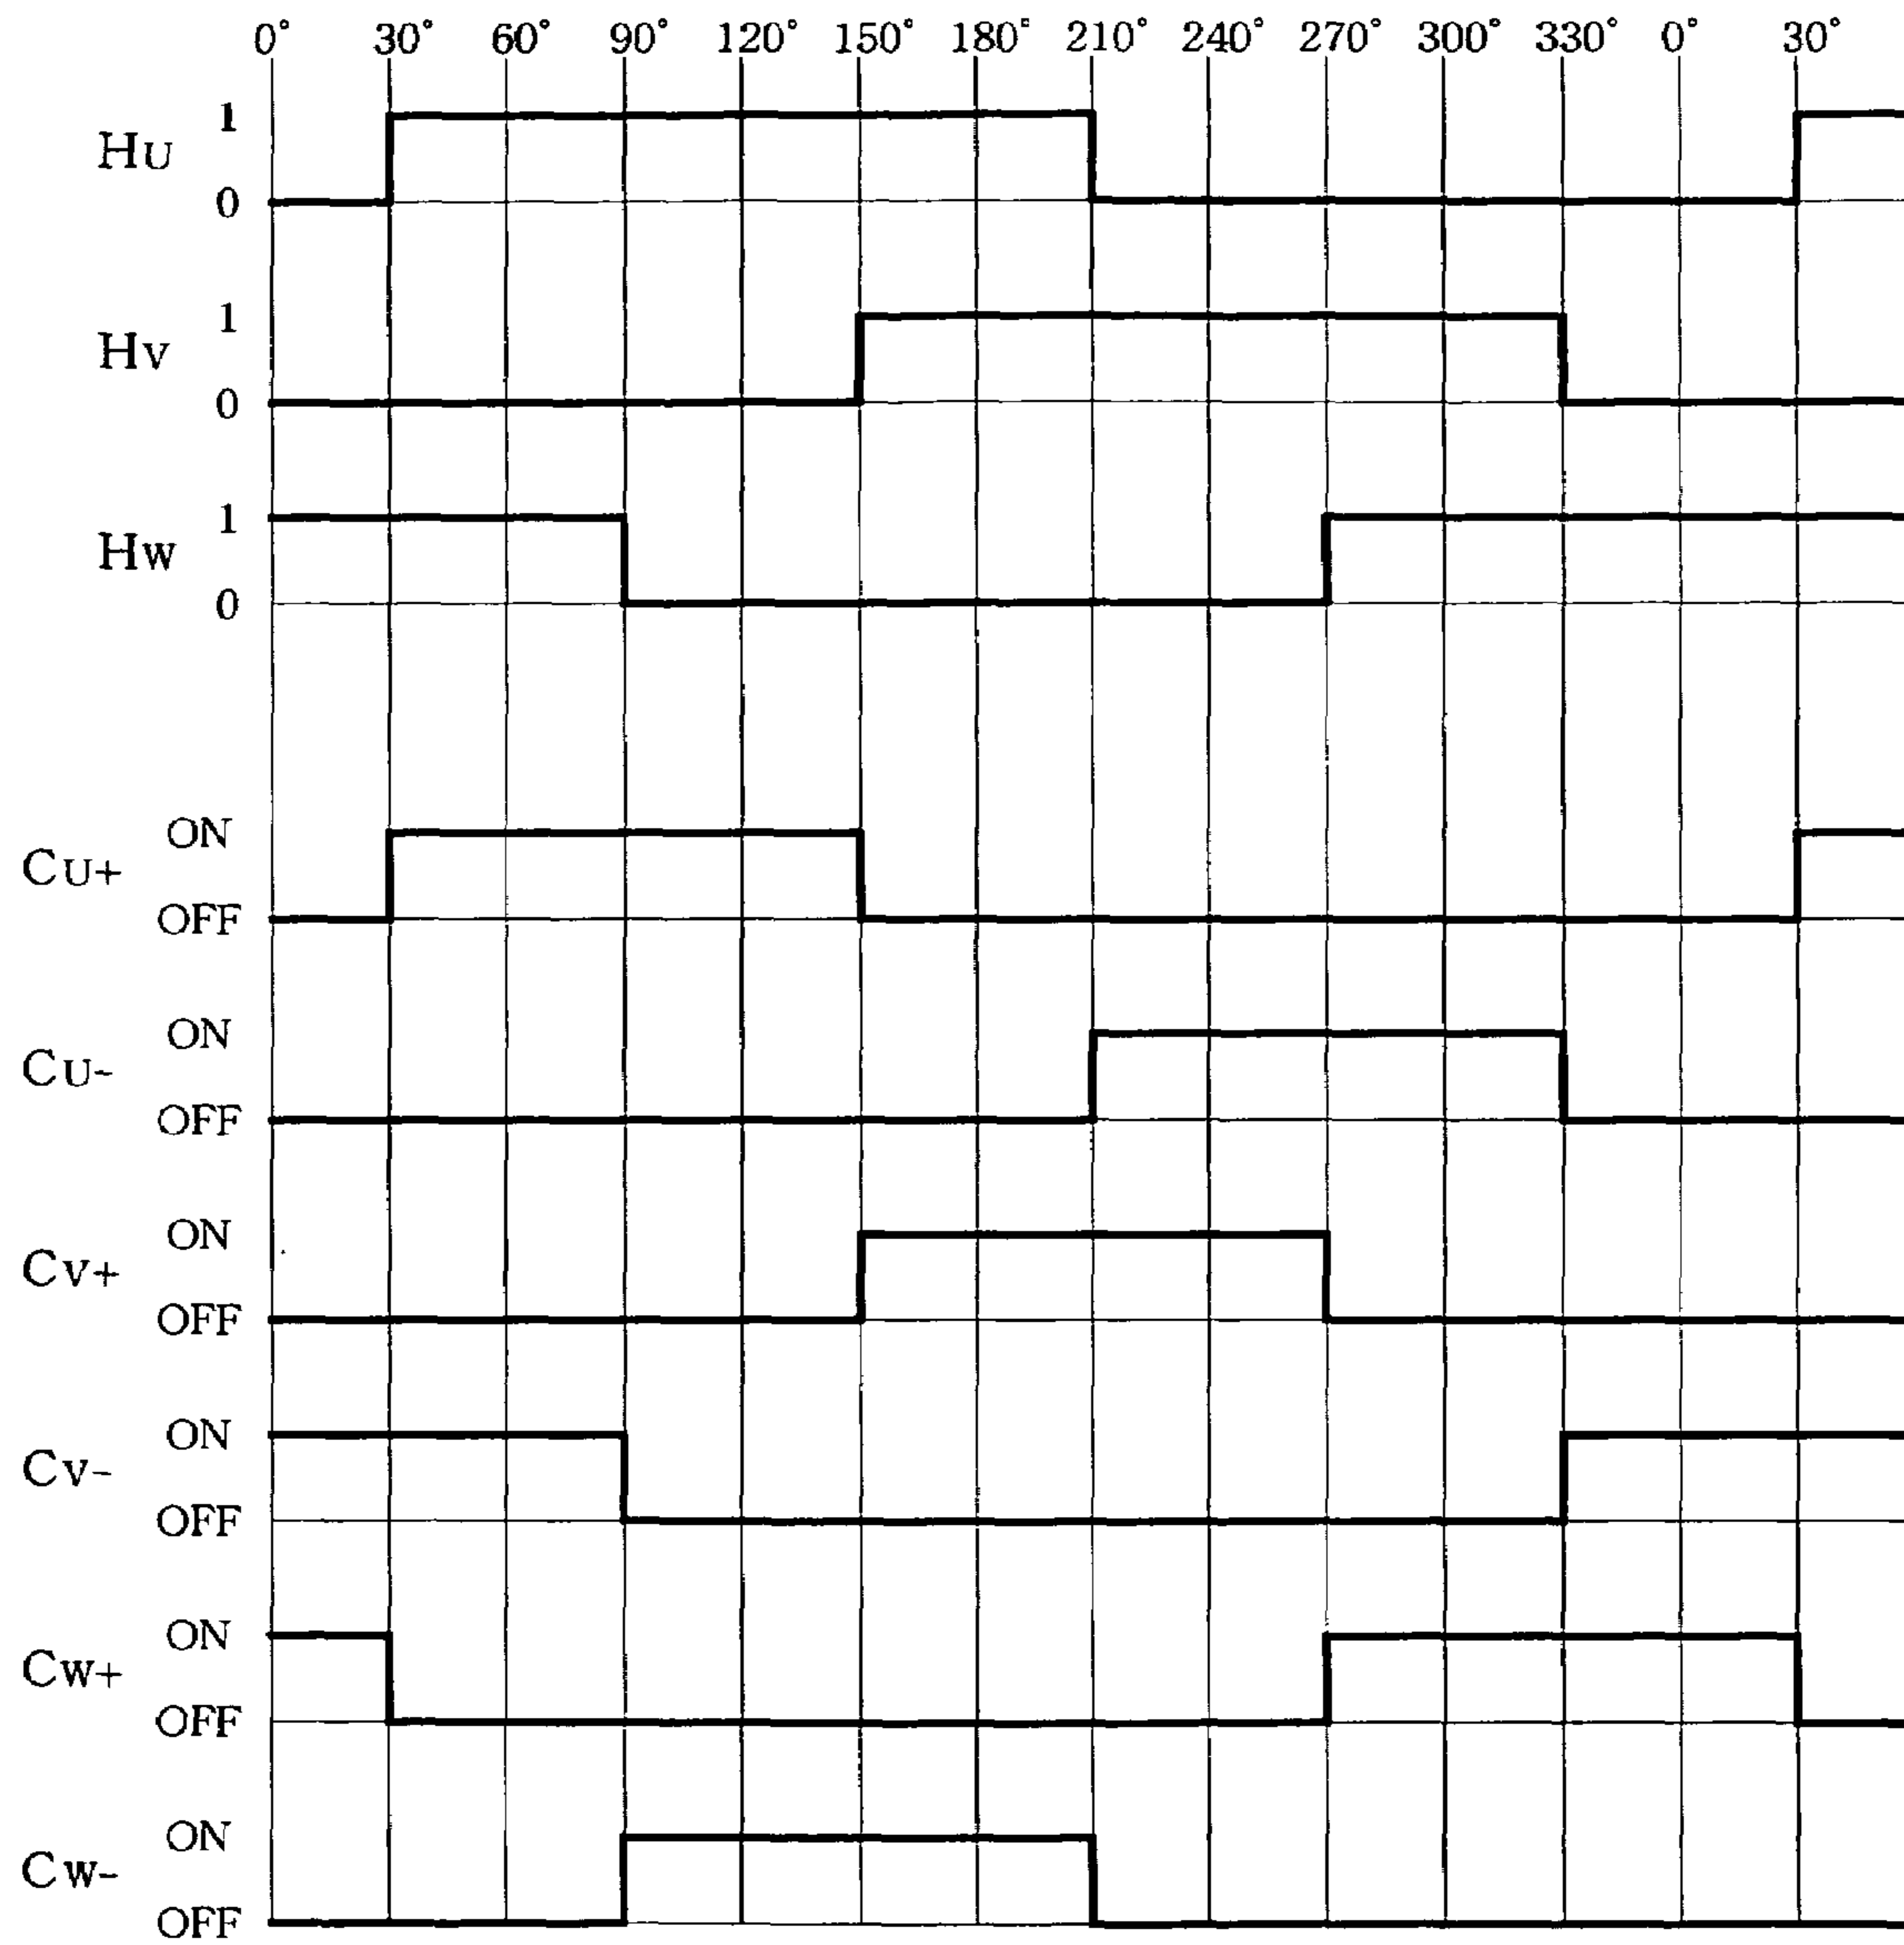 0° 30° 60° 90° 120° 150° 180° 210° 240° 270° 300° 330° 0° 30°
1
HU
0
1
HV
0
1
HW
0
ON
CU+
OFF
ON
CU-
OFF
ON
CV+
OFF
ON
CV-
OFF
ON
CW+
OFF
ON
CW-
OFF